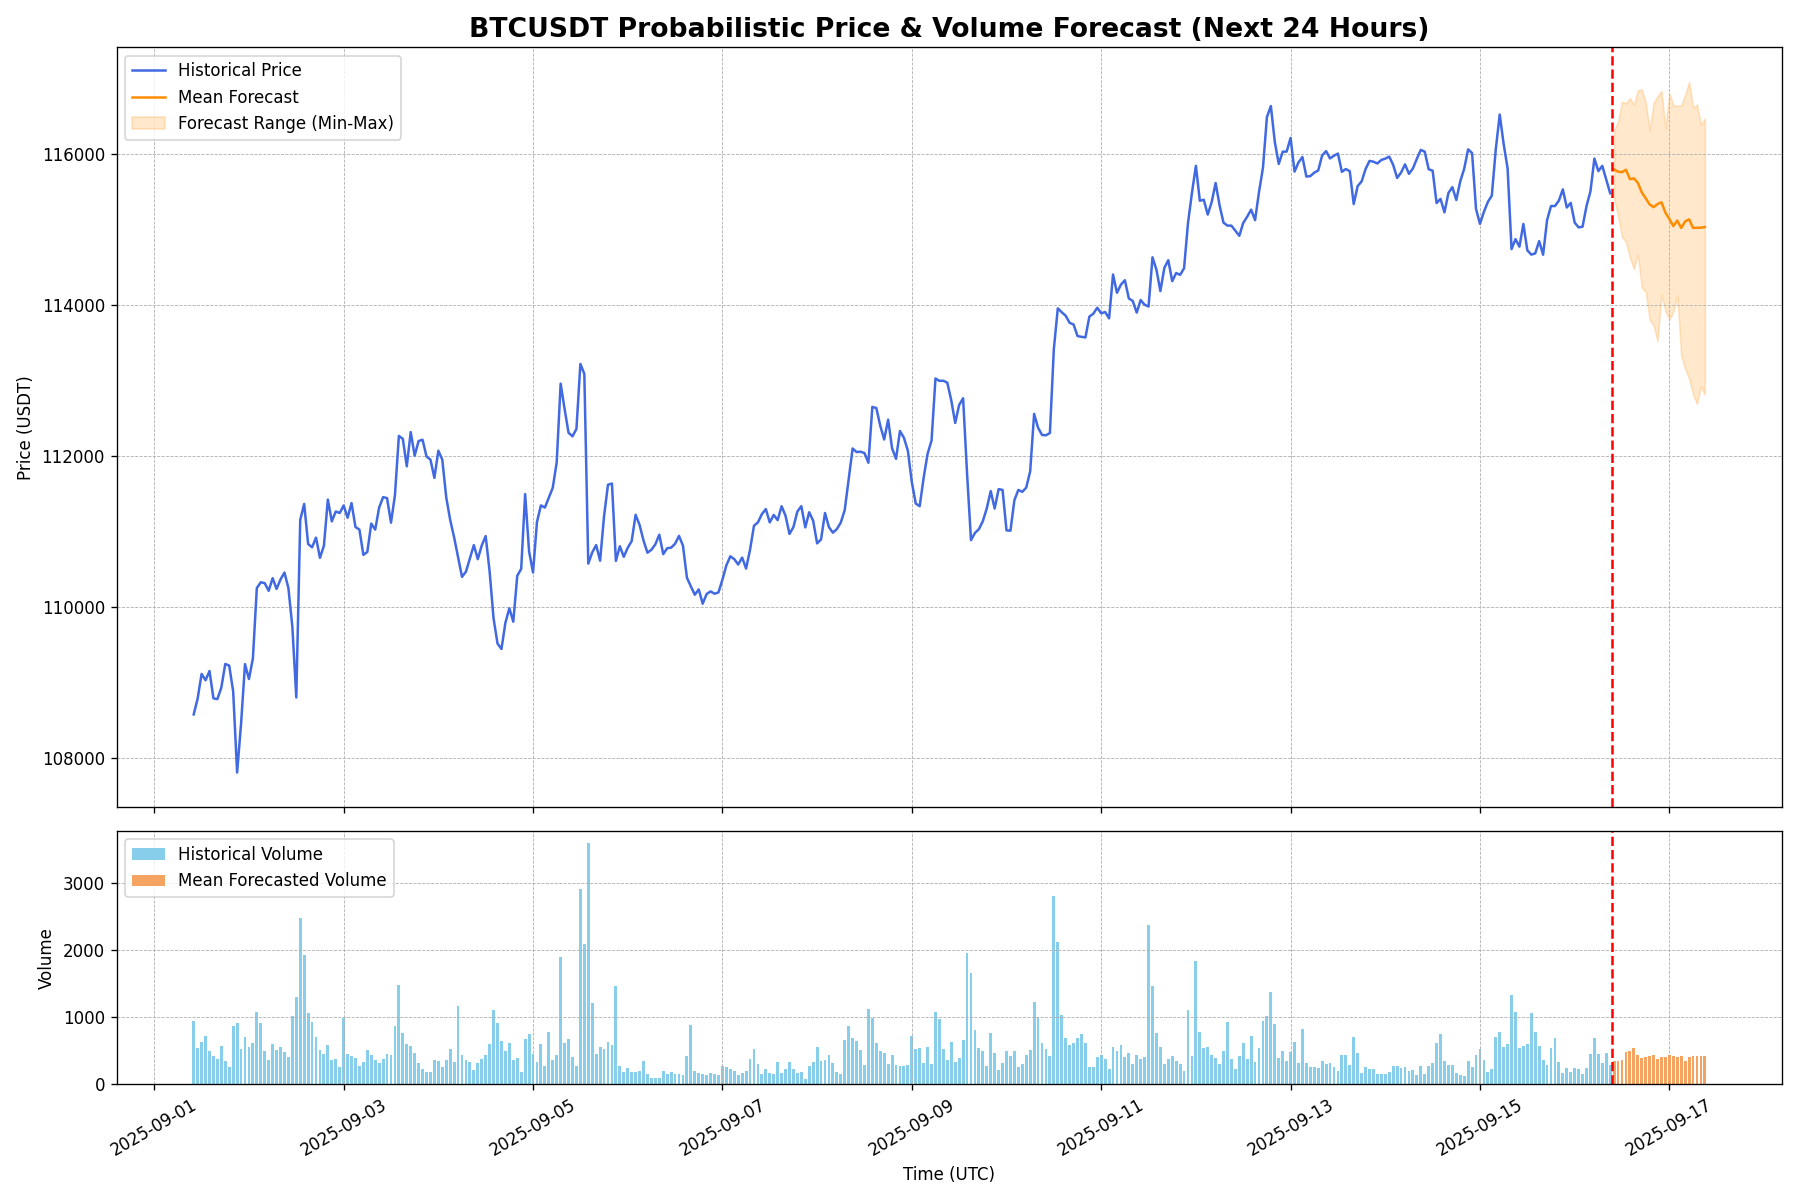 BTCUSDT Probabilistic Price & Volume Forecast (Next 24 Hours)
Historical Price
Mean Forecast
Forecast Range (Min-Max)
116000
114000
112000
110000
108000
Price (USDT)
Historical Volume
Mean Forecasted Volume
3000
2000
1000
0
Volume
2025-09-01
2025-09-03
2025-09-05
2025-09-07
2025-09-09
2025-09-11
2025-09-13
2025-09-15
2025-09-17
Time (UTC)